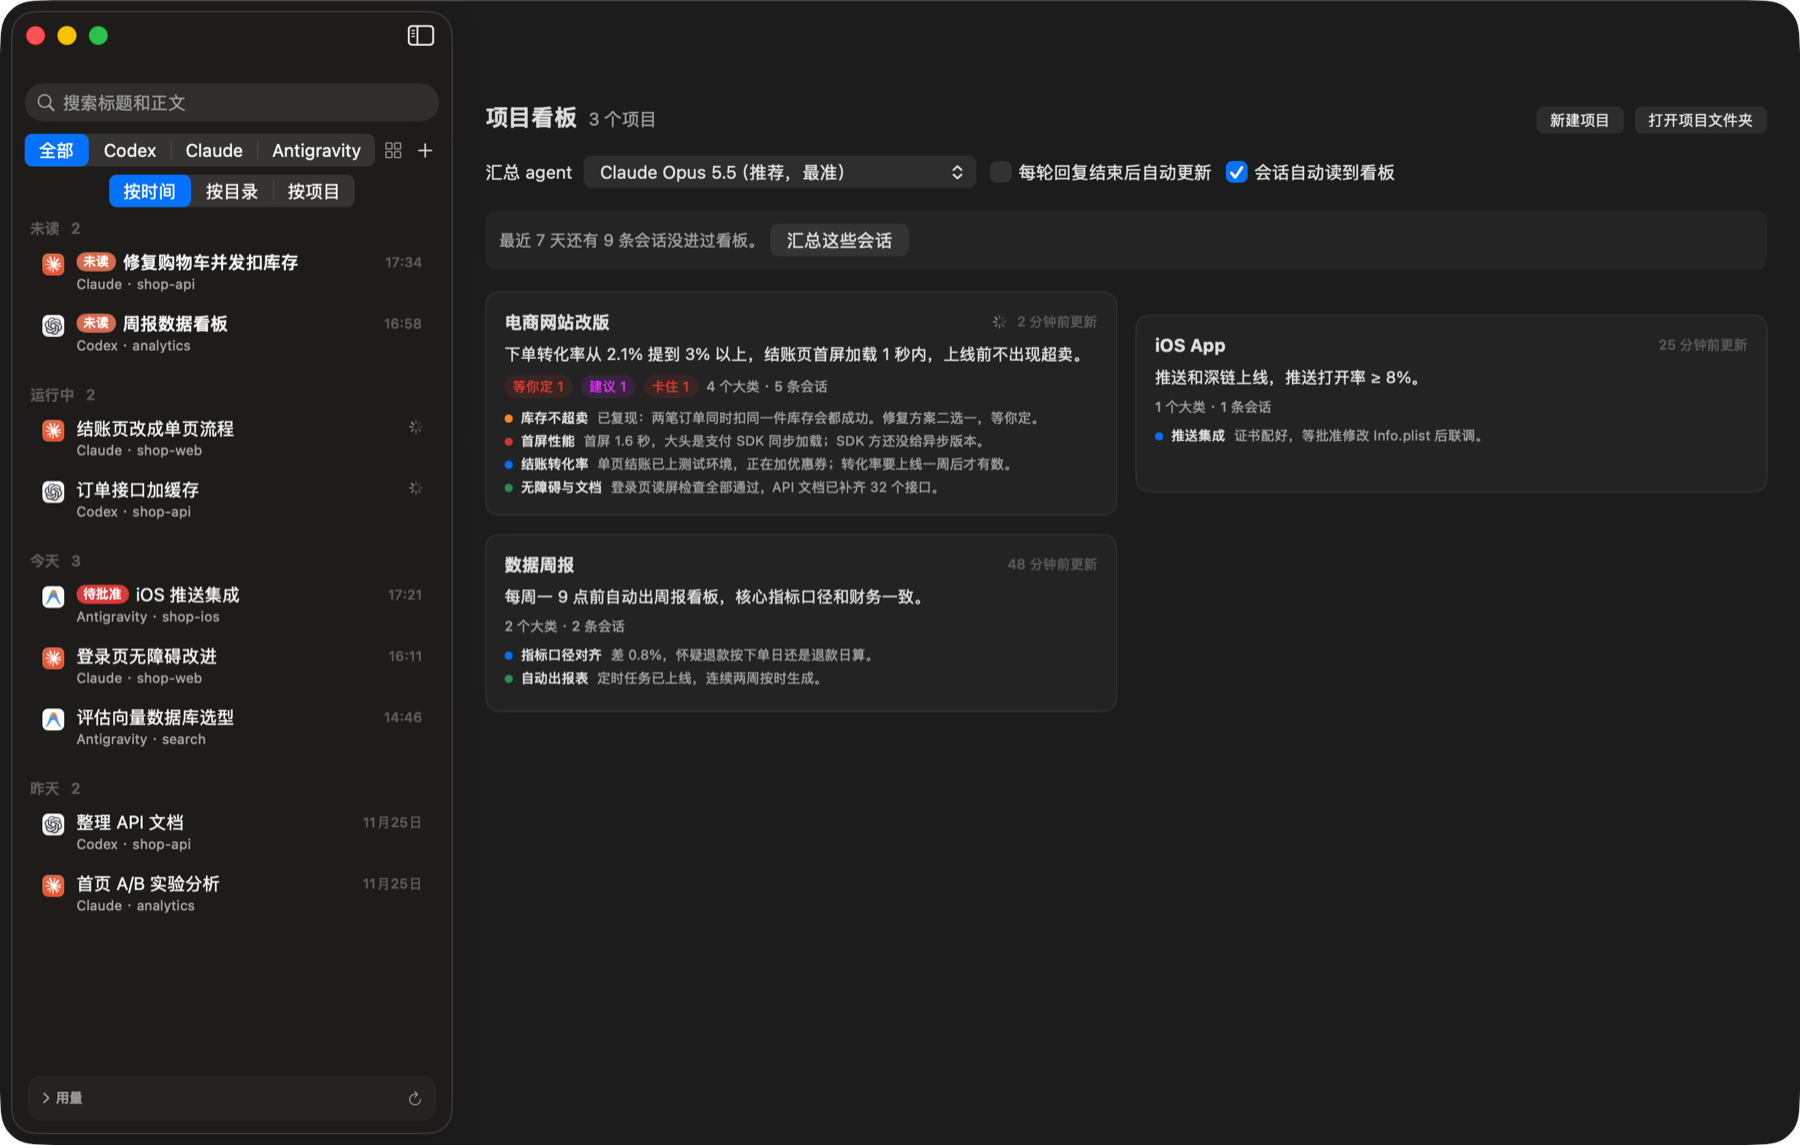 搜索标题和正文
全部 Codex Claude Antigravity
按时间 按目录 按项目
未读 2
未读 修复购物车并发扣库存 17:34
Claude · shop-api
未读 周报数据看板 16:58
Codex · analytics
运行中 2
结账页改成单页流程
Claude · shop-web
订单接口加缓存
Codex · shop-api
今天 3
待批准 iOS 推送集成 17:21
Antigravity · shop-ios
登录页无障碍改进 16:11
Claude · shop-web
评估向量数据库选型 14:46
Antigravity · search
昨天 2
整理 API 文档 11月25日
Codex · shop-api
首页 A/B 实验分析 11月25日
Claude · analytics
用量
项目看板 3 个项目
新建项目 打开项目文件夹
汇总 agent Claude Opus 5.5 (推荐，最准) 每轮回复结束后自动更新 会话自动读到看板
最近 7 天还有 9 条会话没进过看板。 汇总这些会话
电商网站改版 2 分钟前更新
下单转化率从 2.1% 提到 3% 以上，结账页首屏加载 1 秒内，上线前不出现超卖。
等你定 1 建议 1 卡住 1 4 个大类 · 5 条会话
库存不超卖 已复现：两笔订单同时扣同一件库存会都成功。修复方案二选一，等你定。
首屏性能 首屏 1.6 秒，大头是支付 SDK 同步加载；SDK 方还没给异步版本。
结账转化率 单页结账已上测试环境，正在加优惠券；转化率要上线一周后才有数。
无障碍与文档 登录页读屏检查全部通过，API 文档已补齐 32 个接口。
iOS App 25 分钟前更新
推送和深链上线，推送打开率 ≥ 8%。
1 个大类 · 1 条会话
推送集成 证书配好，等批准修改 Info.plist 后联调。
数据周报 48 分钟前更新
每周一 9 点前自动出周报看板，核心指标口径和财务一致。
2 个大类 · 2 条会话
指标口径对齐 差 0.8%，怀疑退款按下单日还是退款日算。
自动出报表 定时任务已上线，连续两周按时生成。